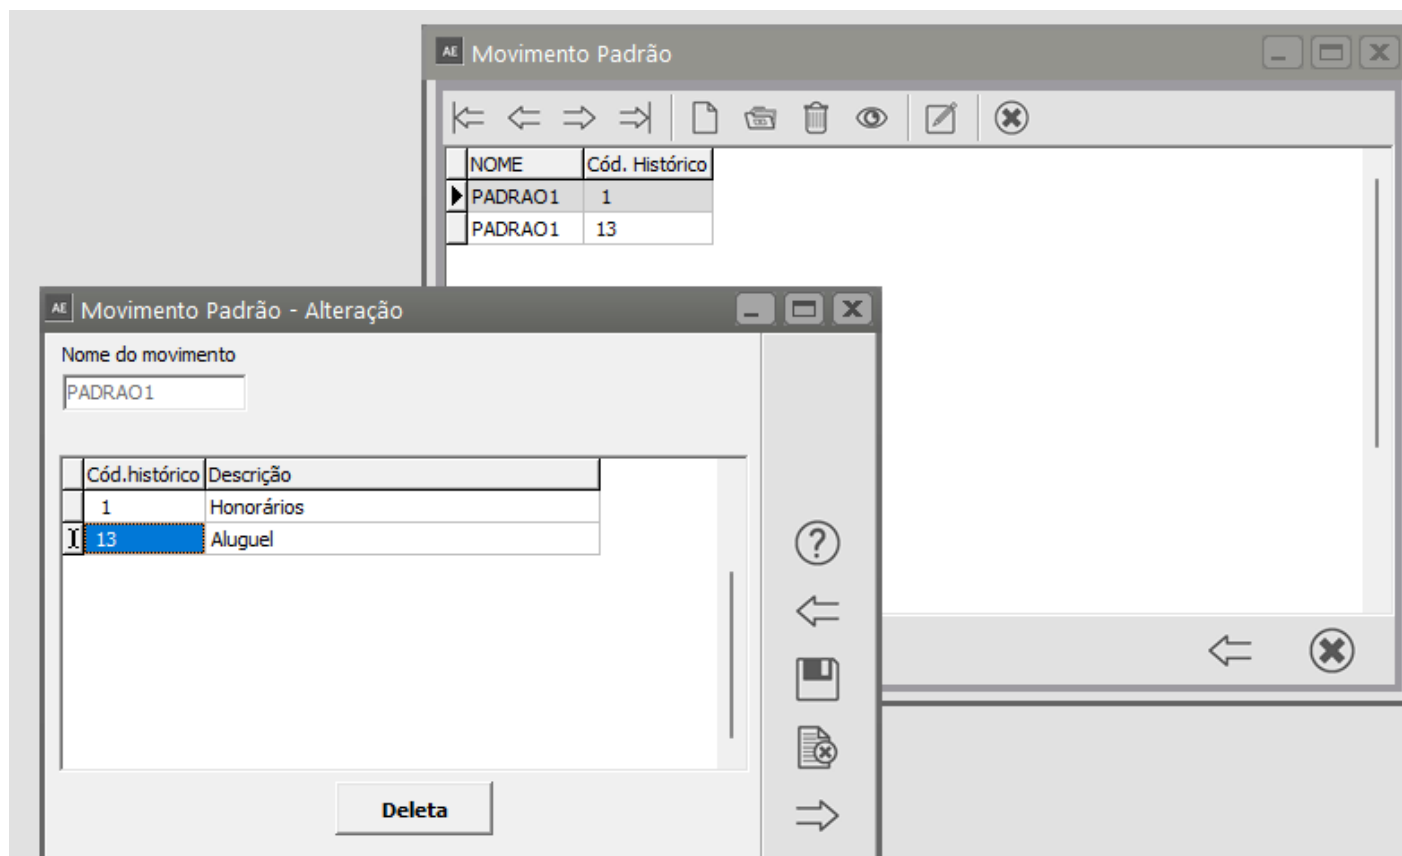 AE Movimento Padrão
NOME Cód. Histórico
PADRAO1 1
PADRAO1 13
AE Movimento Padrão - Alteração
Nome do movimento
PADRAO1
Cód.histórico Descrição
1 Honorários
13 Aluguel
Deleta